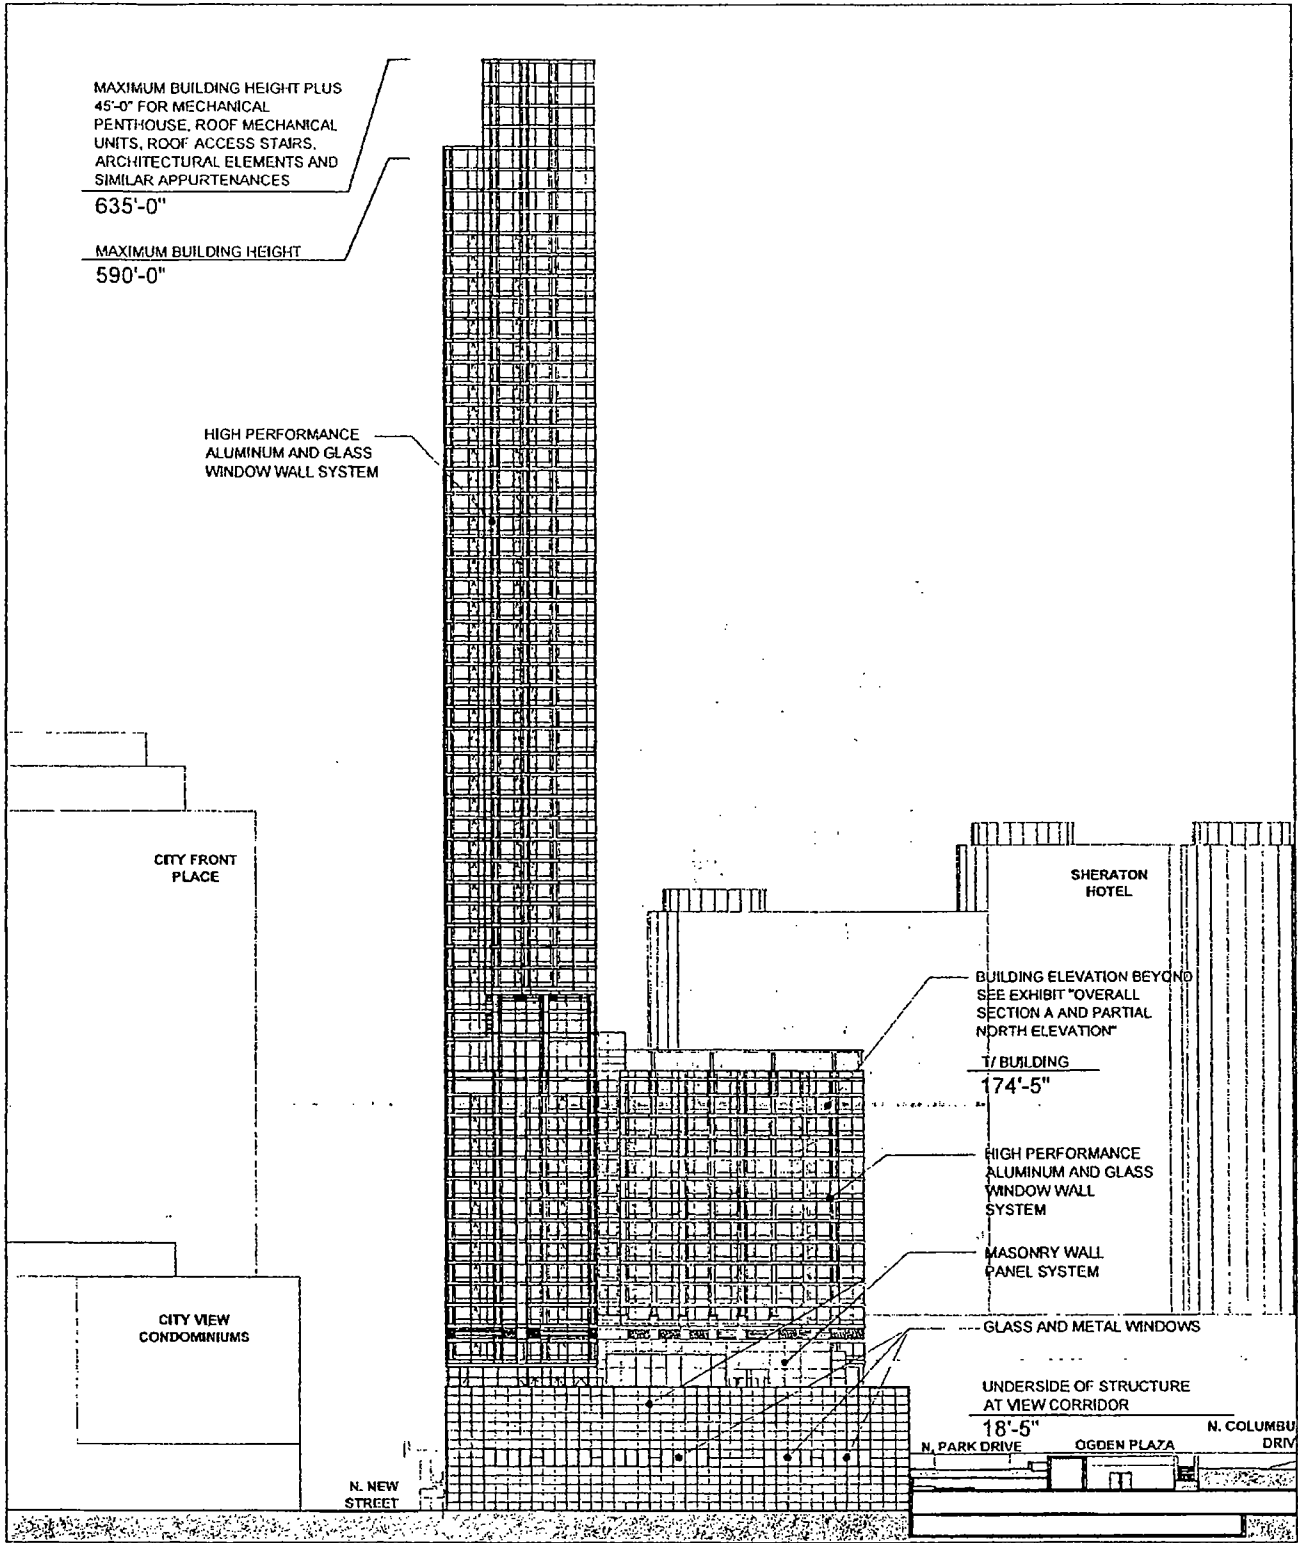 MAXIMUM BUILDING HEIGHT PLUS
45'-0" FOR MECHANICAL
PENTHOUSE, ROOF MECHANICAL
UNITS, ROOF ACCESS STAIRS,
ARCHITECTURAL ELEMENTS AND
SIMILAR APPURTENANCES
635'-0"
MAXIMUM BUILDING HEIGHT
590'-0"
HIGH PERFORMANCE
ALUMINUM AND GLASS
WINDOW WALL SYSTEM
CITY FRONT
PLACE
SHERATON
HOTEL
BUILDING ELEVATION BEYOND
SEE EXHIBIT "OVERALL
SECTION A AND PARTIAL
NORTH ELEVATION"
T/ BUILDING
174'-5"
HIGH PERFORMANCE
ALUMINUM AND GLASS
WINDOW WALL
SYSTEM
MASONRY WALL
PANEL SYSTEM
CITY VIEW
CONDOMINIUMS
GLASS AND METAL WINDOWS
UNDERSIDE OF STRUCTURE
AT VIEW CORRIDOR
18'-5"
N. PARK DRIVE
OGDEN PLAZA
N. COLUMBU
DRIV
N. NEW
STREET